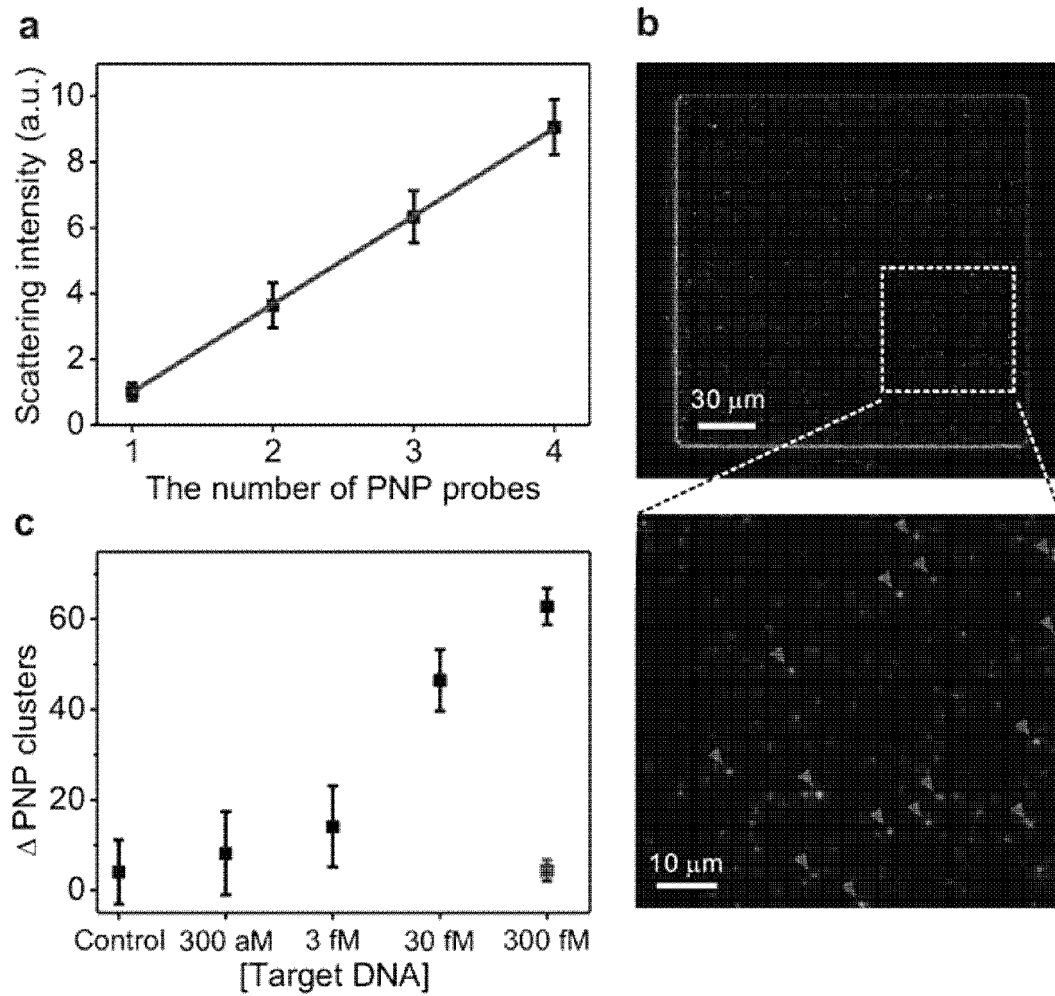 a
Scattering intensity (a.u.)
10
8
6
4
2
0
1 2 3 4
The number of PNP probes
b
30 μm
10 μm
c
Δ PNP clusters
60
40
20
0
Control 300 aM 3 fM 30 fM 300 fM
[Target DNA]